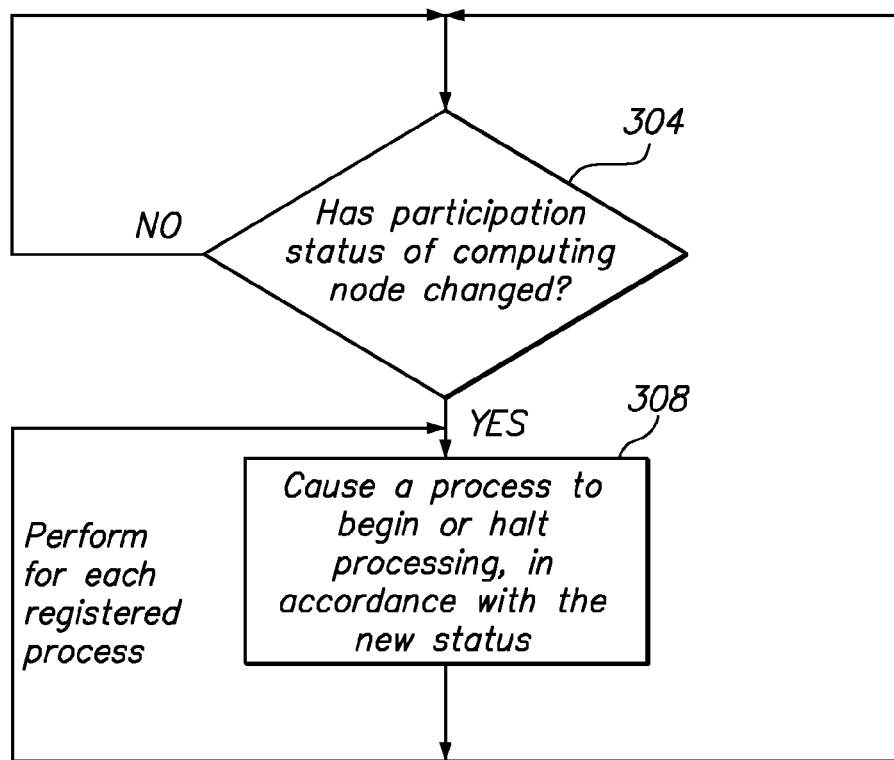 304
Has participation
status of computing
node changed?
NO
YES
308
Cause a process to
begin or halt
processing, in
accordance with the
new status
Perform
for each
registered
process